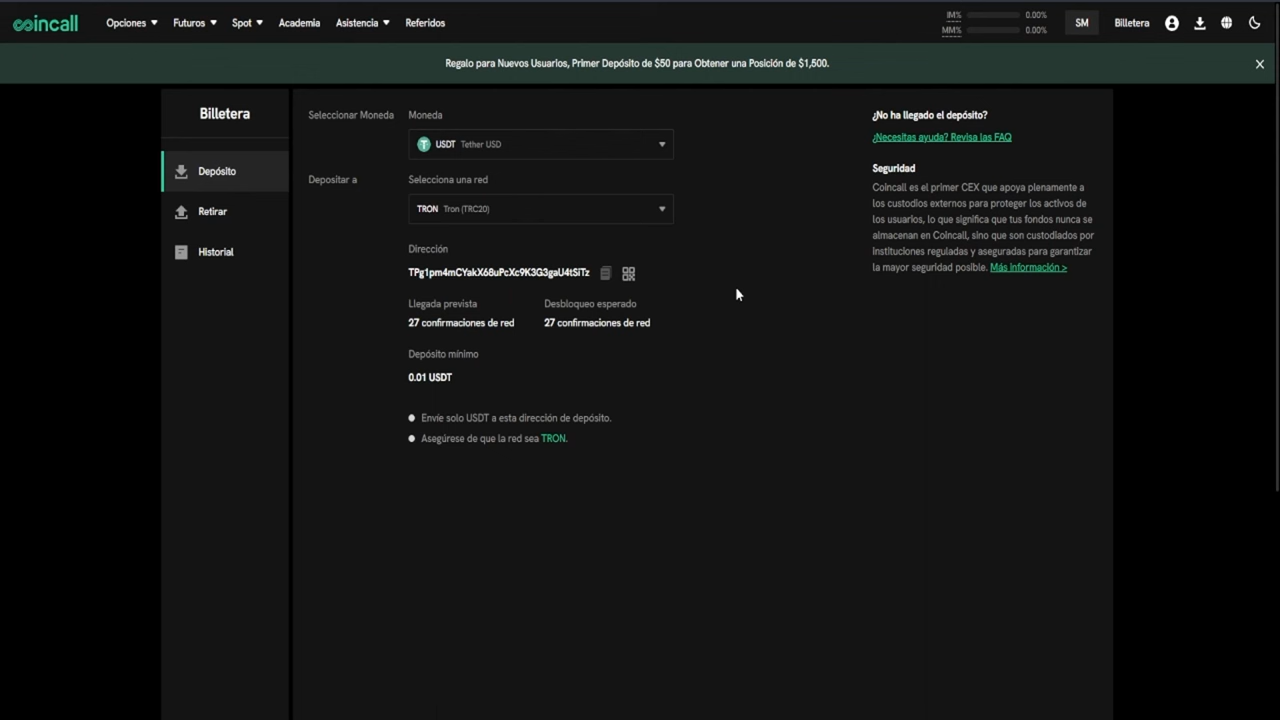 coincall
Opciones
Futuros
Spot
Academia
Asistencia
Referidos
IM%
0.00%
MM%
0.00%
SM
Billetera
Regalo para Nuevos Usuarios, Primer Depósito de $50 para Obtener una Posición de $1,500.
Billetera
Depósito
Retirar
Historial
Seleccionar Moneda
Moneda
USDT Tether USD
Depositar a
Selecciona una red
TRON Tron (TRC20)
Dirección
TPg1pm4mCYakX68uPcXc9K3G3gaU4tSiTz
Llegada prevista
Desbloqueo esperado
27 confirmaciones de red
27 confirmaciones de red
Depósito mínimo
0.01 USDT
Envíe solo USDT a esta dirección de depósito.
Asegúrese de que la red sea TRON.
¿No ha llegado el depósito?
¿Necesitas ayuda? Revisa las FAQ
Seguridad
Coincall es el primer CEX que apoya plenamente a
los custodios externos para proteger los activos de
los usuarios, lo que significa que tus fondos nunca se
almacenan en Coincall, sino que son custodiados por
instituciones reguladas y aseguradas para garantizar
la mayor seguridad posible. Más información >